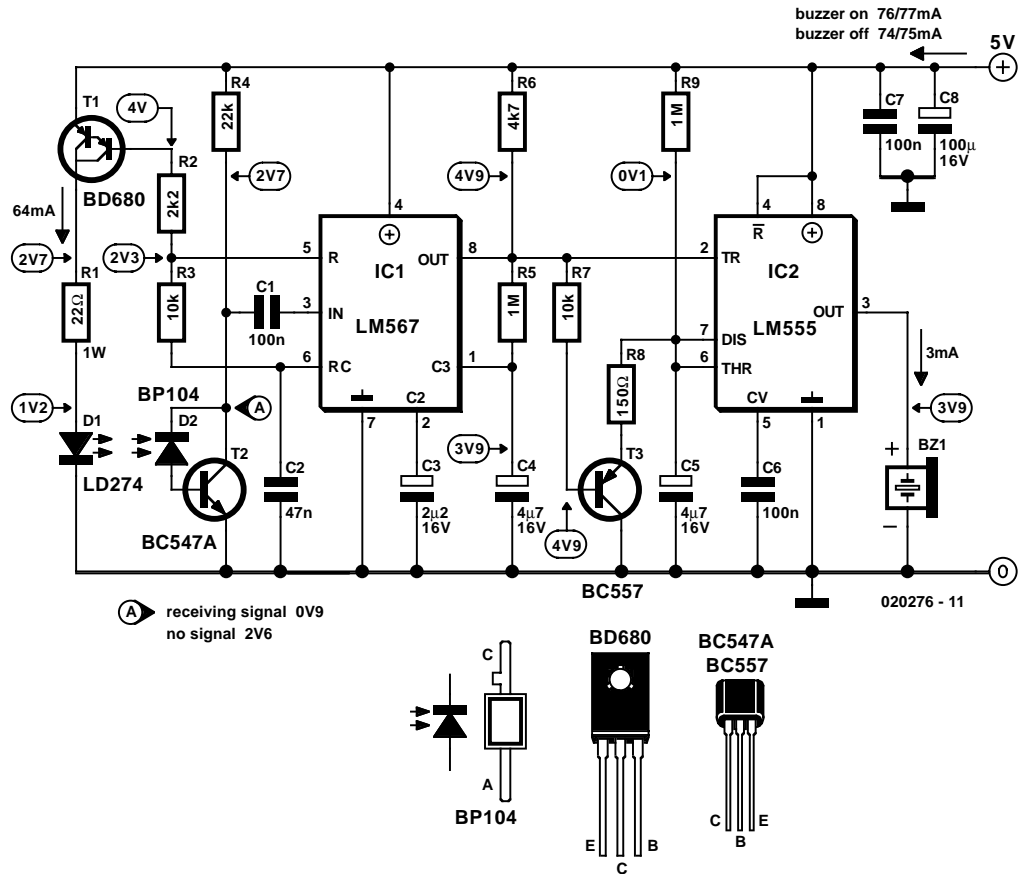 buzzer on 76/77mA
buzzer off 74/75mA
5V
+
T1
4V
R4
22k
R6
4k7
R9
1M
C7
100n
C8
100µ
16V
BD680
R2
2k2
2V7
4V9
0V1
64mA
2V7
R1
22Ω
1W
2V3
R3
10k
C1
100n
4
5
R
3
IN
6
RC
IC1
LM567
OUT
8
C3
1
C2
7
2
R5
1M
R7
10k
R8
150Ω
4
R
8
2
TR
IC2
LM555
OUT
3
7
DIS
6
THR
CV
5
1
3mA
3V9
1V2
D1
LD274
BP104
D2
A
T2
BC547A
C2
47n
C3
2µ2
16V
3V9
C4
4µ7
16V
T3
4V9
BC557
C5
4µ7
16V
C6
100n
+
BZ1
–
0
020276 - 11
A receiving signal 0V9
no signal 2V6
C
A
BP104
BD680
E
C
B
BC547A
BC557
C
B
E